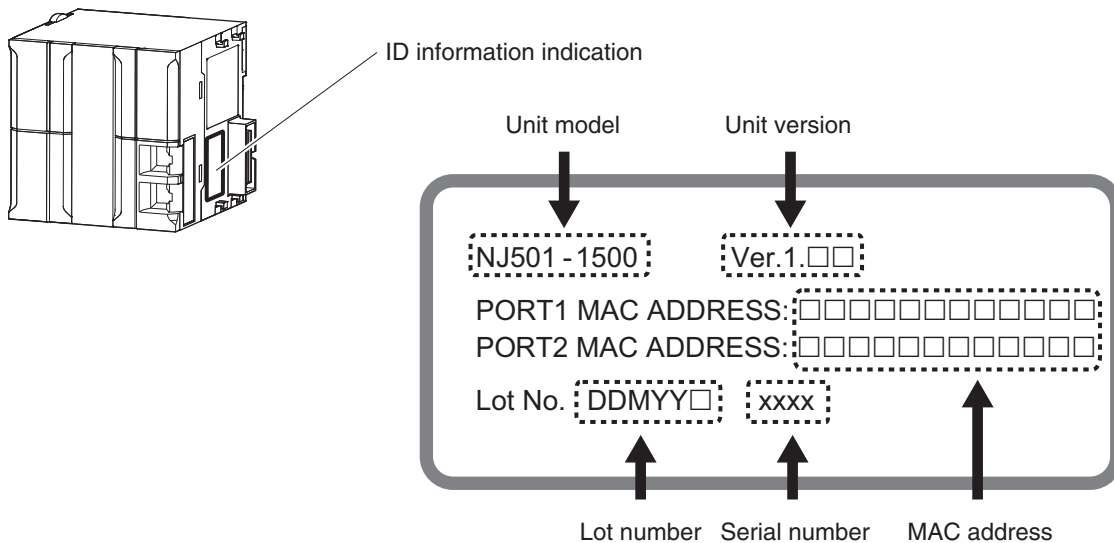 ID information indication
Unit model Unit version
NJ501-1500 Ver.1.□□
PORT1 MAC ADDRESS:□□□□□□□□□□□□
PORT2 MAC ADDRESS:□□□□□□□□□□□□
Lot No. DDMYY□ xxxx
Lot number Serial number MAC address